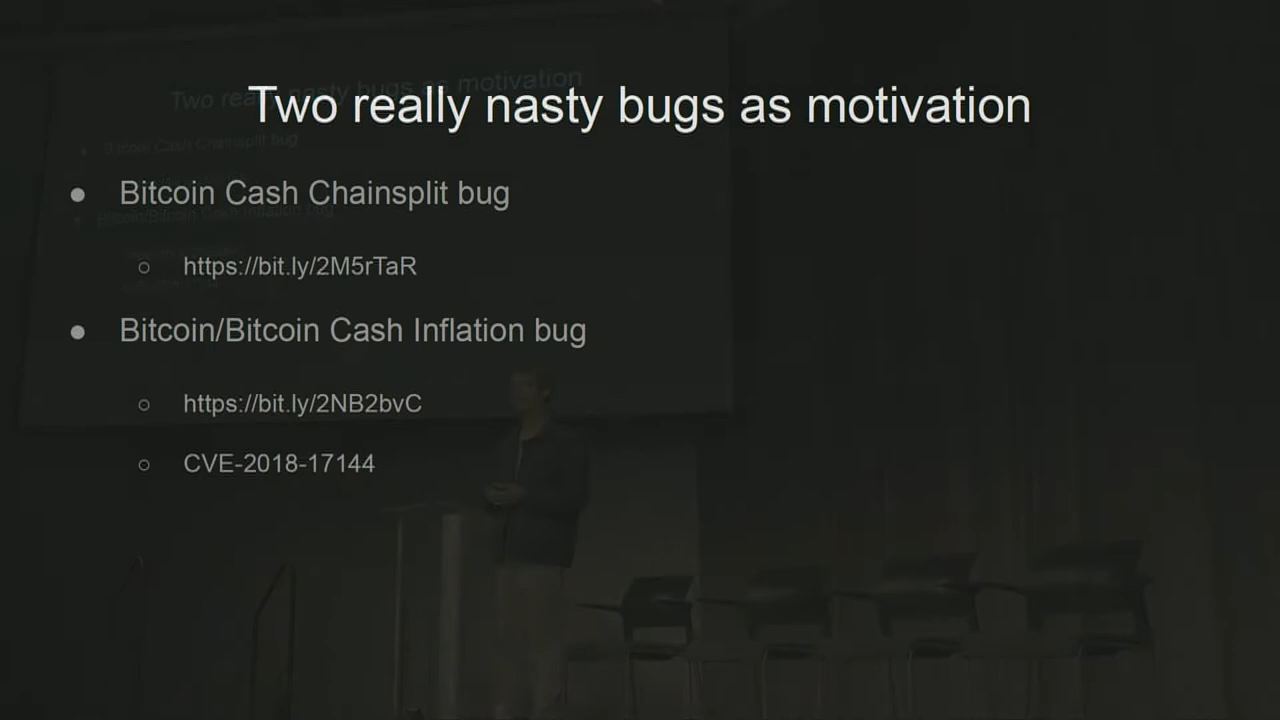 Two really nasty bugs as motivation
● Bitcoin Cash Chainsplit bug
○ https://bit.ly/2M5rTaR
● Bitcoin/Bitcoin Cash Inflation bug
○ https://bit.ly/2NB2bvC
○ CVE-2018-17144